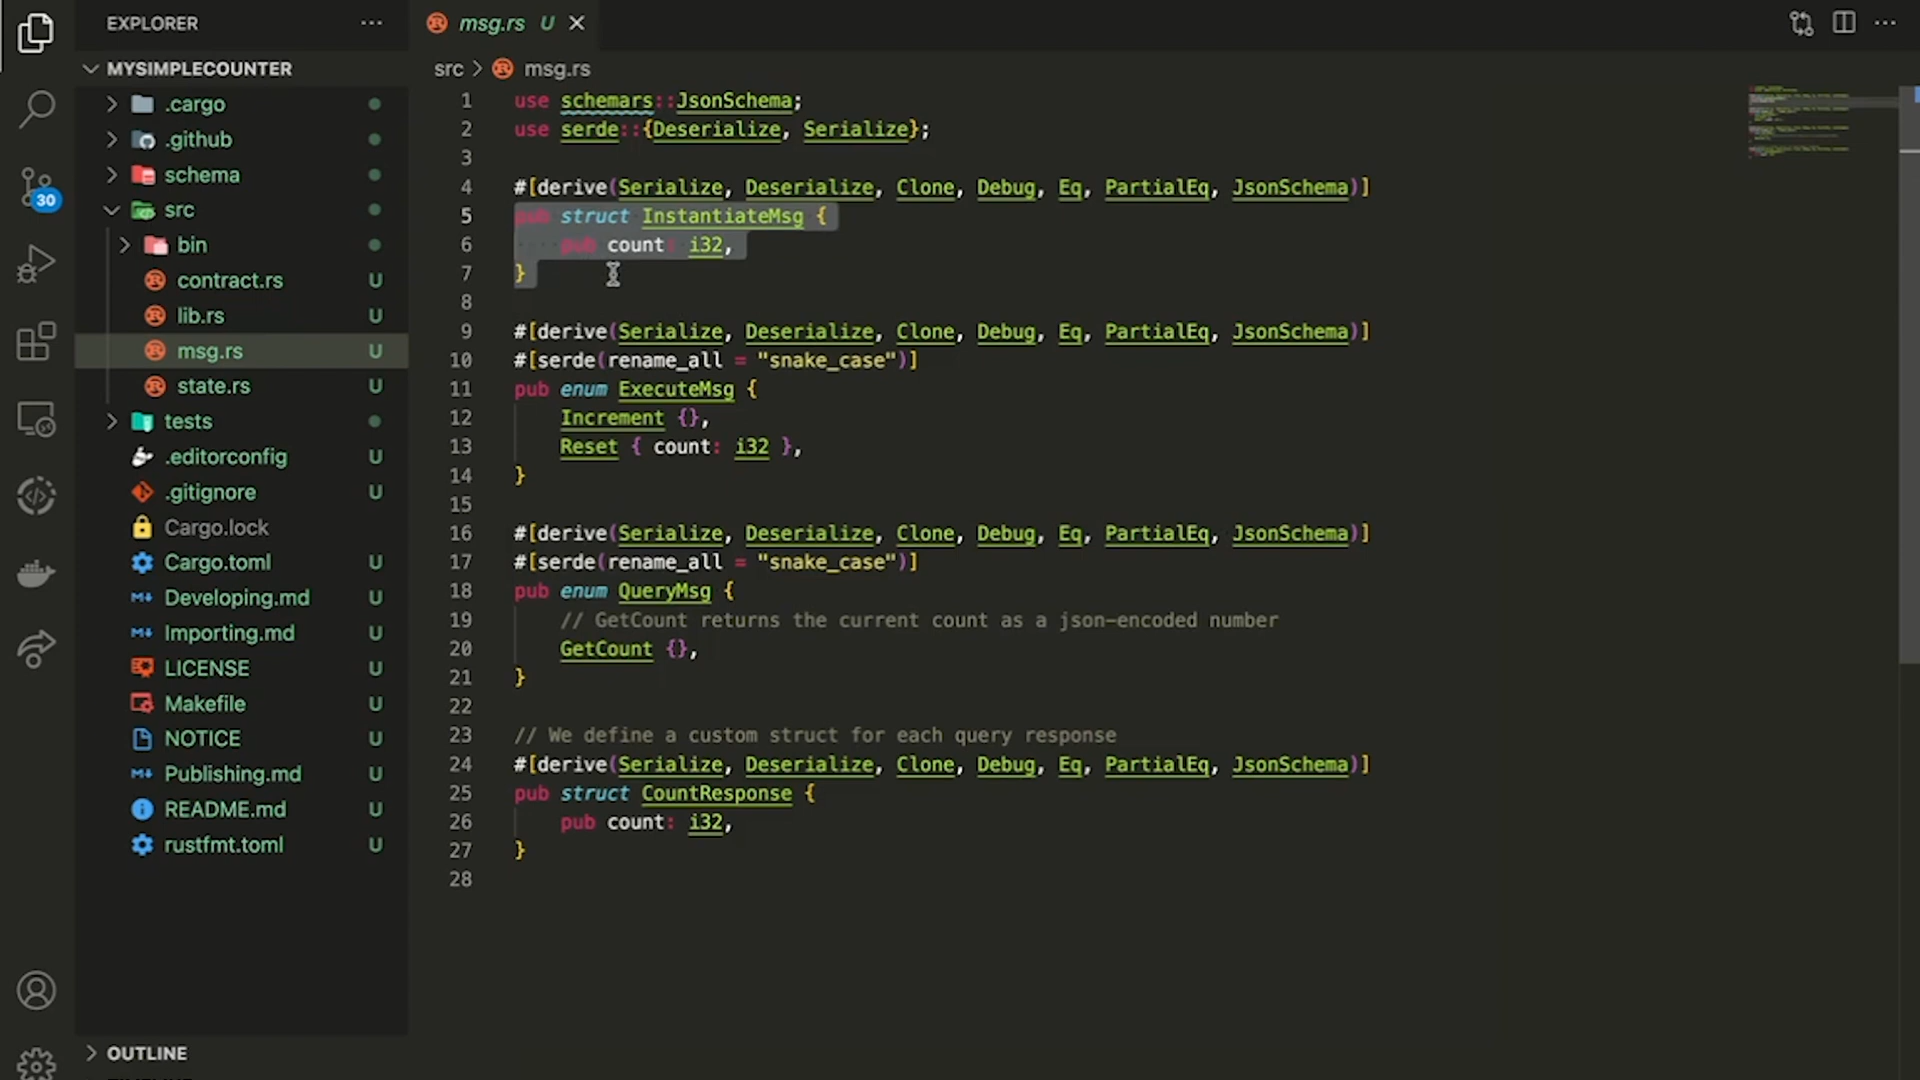 EXPLORER
MYSIMPLECOUNTER
.cargo
.github
schema
src
bin
contract.rs U
lib.rs U
msg.rs U
state.rs U
tests
.editorconfig U
.gitignore U
Cargo.lock
Cargo.toml U
Developing.md U
Importing.md U
LICENSE U
Makefile U
NOTICE U
Publishing.md U
README.md U
rustfmt.toml U
OUTLINE
30
msg.rs U
src > msg.rs
1 use schemars::JsonSchema;
2 use serde::{Deserialize, Serialize};
3
4 #[derive(Serialize, Deserialize, Clone, Debug, Eq, PartialEq, JsonSchema)]
5 pub struct InstantiateMsg {
6 pub count: i32,
7 }
8
9 #[derive(Serialize, Deserialize, Clone, Debug, Eq, PartialEq, JsonSchema)]
10 #[serde(rename_all = "snake_case")]
11 pub enum ExecuteMsg {
12 Increment {},
13 Reset { count: i32 },
14 }
15
16 #[derive(Serialize, Deserialize, Clone, Debug, Eq, PartialEq, JsonSchema)]
17 #[serde(rename_all = "snake_case")]
18 pub enum QueryMsg {
19 // GetCount returns the current count as a json-encoded number
20 GetCount {},
21 }
22
23 // We define a custom struct for each query response
24 #[derive(Serialize, Deserialize, Clone, Debug, Eq, PartialEq, JsonSchema)]
25 pub struct CountResponse {
26 pub count: i32,
27 }
28